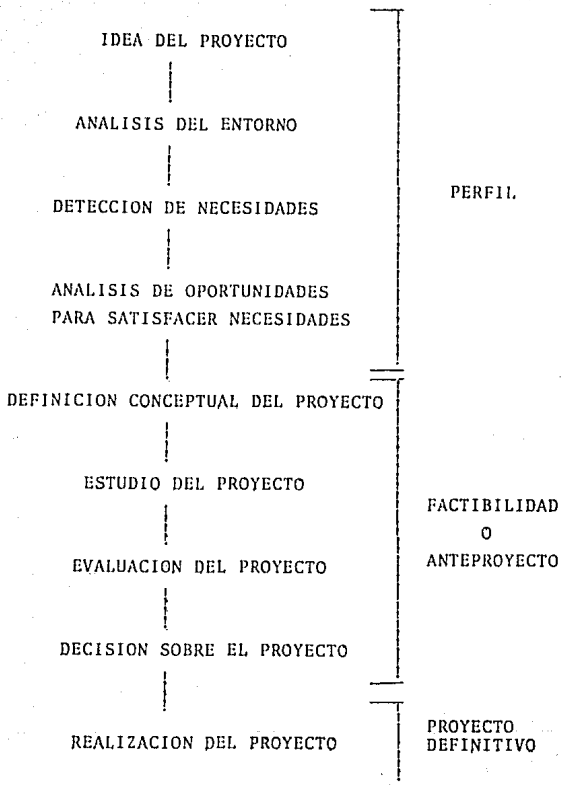 IDEA DEL PROYECTO
ANALISIS DEL ENTORNO
DETECCION DE NECESIDADES
PERFIL
ANALISIS DE OPORTUNIDADES
PARA SATISFACER NECESIDADES
DEFINICION CONCEPTUAL DEL PROYECTO
ESTUDIO DEL PROYECTO
FACTIBILIDAD
O
ANTEPROYECTO
EVALUACION DEL PROYECTO
DECISION SOBRE EL PROYECTO
REALIZACION DEL PROYECTO
PROYECTO
DEFINITIVO